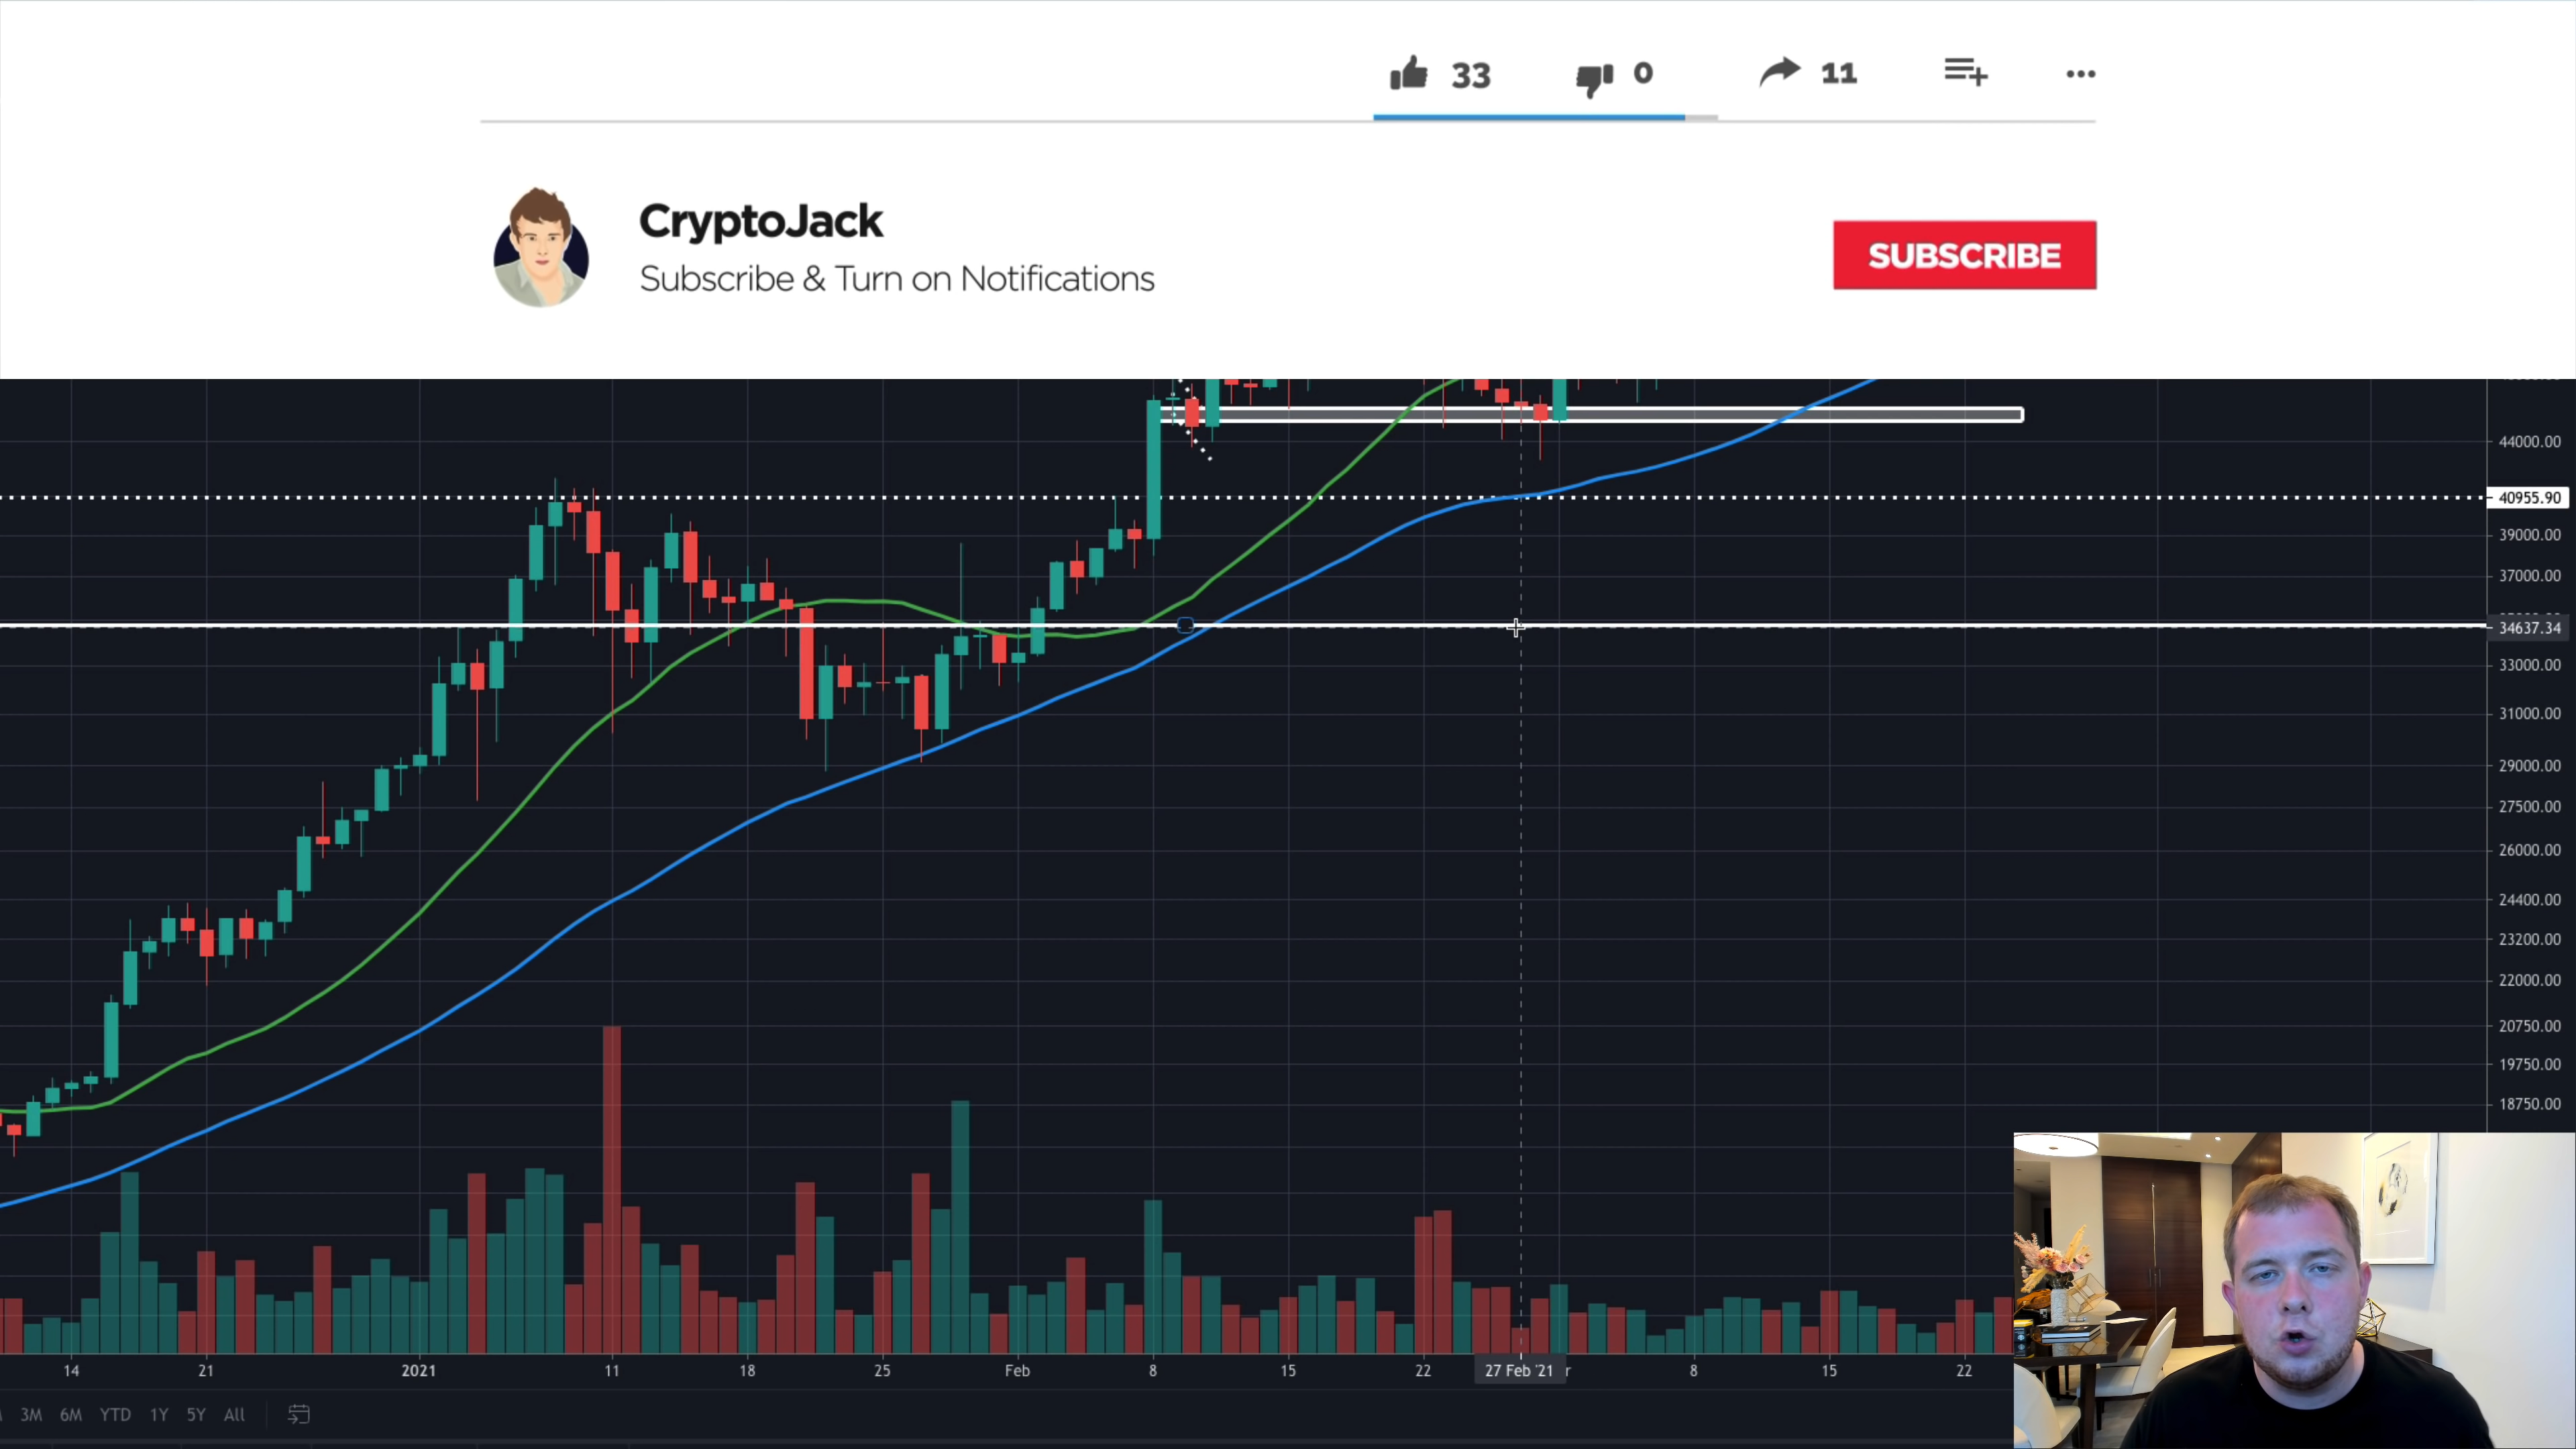 33 0 11
CryptoJack
Subscribe & Turn on Notifications
SUBSCRIBE
44000.00
40955.90
39000.00
37000.00
34637.34
33000.00
31000.00
29000.00
27500.00
26000.00
24400.00
23200.00
22000.00
20750.00
19750.00
18750.00
14 21 2021 11 18 25 Feb 8 15 22 27 Feb '21 r 8 15 22
3M 6M YTD 1Y 5Y All